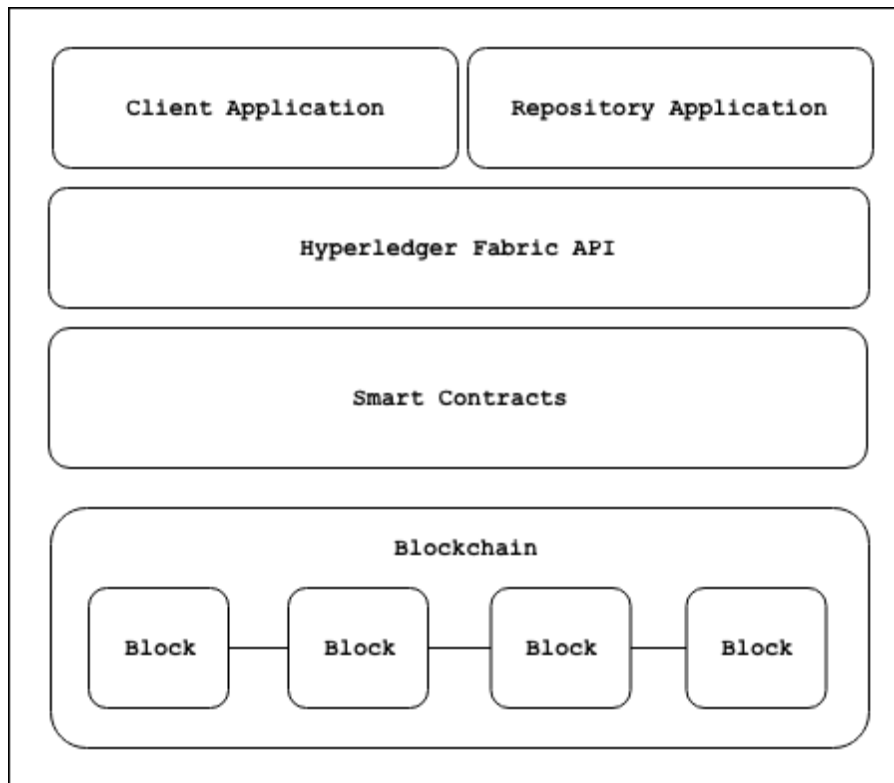 Client Application
Repository Application
Hyperledger Fabric API
Smart Contracts
Blockchain
Block
Block
Block
Block